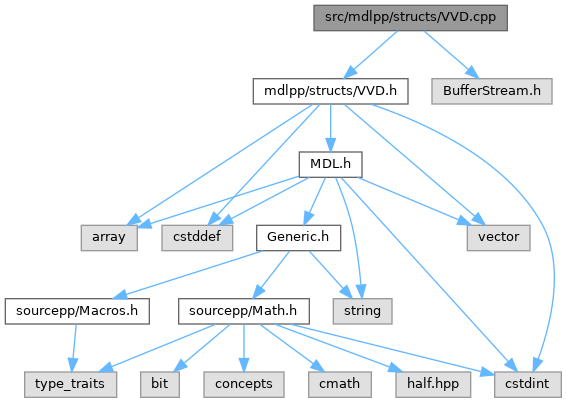 src/mdlpp/structs/VVD.cpp
mdlpp/structs/VVD.h
BufferStream.h
MDL.h
array
cstddef
Generic.h
vector
sourcepp/Macros.h
sourcepp/Math.h
string
type_traits
bit
concepts
cmath
half.hpp
cstdint